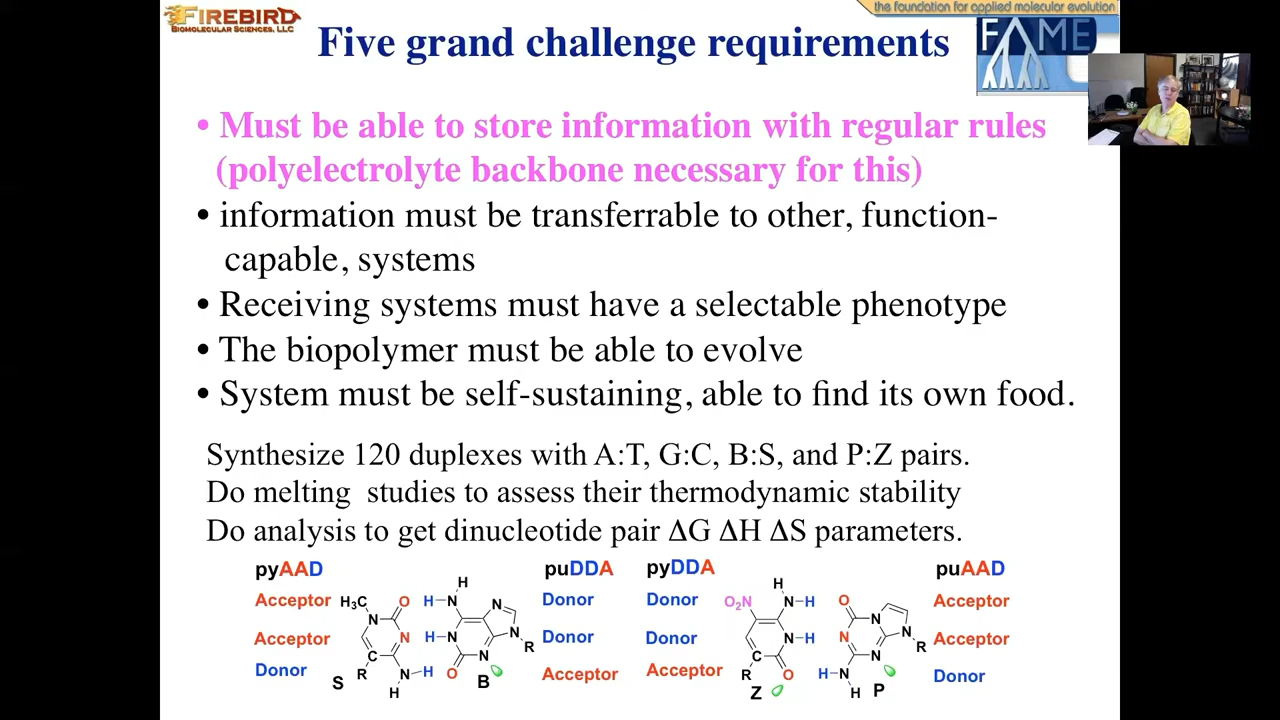 FIREBIRD
BIOMOLECULAR SCIENCES, LLC
the foundation for applied molecular evolution
FAME
Five grand challenge requirements
• Must be able to store information with regular rules
(polyelectrolyte backbone necessary for this)
• information must be transferrable to other, function-
capable, systems
• Receiving systems must have a selectable phenotype
• The biopolymer must be able to evolve
• System must be self-sustaining, able to find its own food.
Synthesize 120 duplexes with A:T, G:C, B:S, and P:Z pairs.
Do melting studies to assess their thermodynamic stability
Do analysis to get dinucleotide pair ΔG ΔH ΔS parameters.
pyAAD puDDA pyDDA puAAD
H H
Acceptor H₃C O H N N Donor Donor O₂N N H O Acceptor
Acceptor N N H N N R Donor Donor N H N N N R Acceptor
Donor R C N H O N Acceptor Acceptor R C O H N N Donor
S H B Z H P